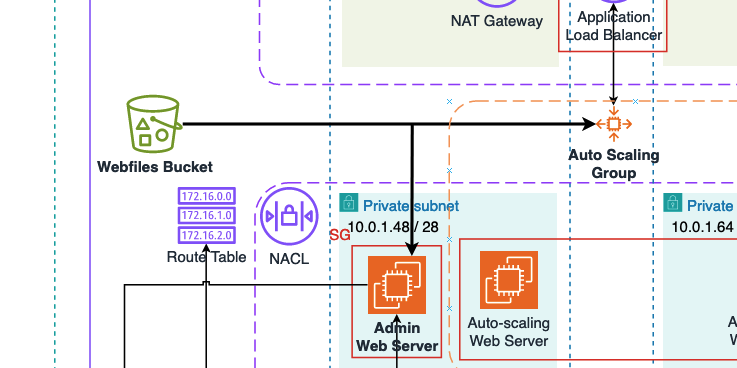 NAT Gateway
Application
Load Balancer
Webfiles Bucket
Auto Scaling
Group
172.16.0.0
172.16.1.0
172.16.2.0
Route Table
NACL
SG
Private subnet
10.0.1.48 / 28
Private
10.0.1.64
Admin
Web Server
Auto-scaling
Web Server
A
W